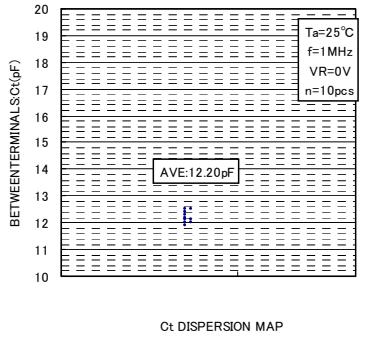 20
19
18
17
16
15
14
13
12
11
10
BETWEENTERMINALS:Ct(pF)
Ta=25°C
f=1MHz
VR=0V
n=10pcs
AVE:12.20pF
Ct DISPERSION MAP